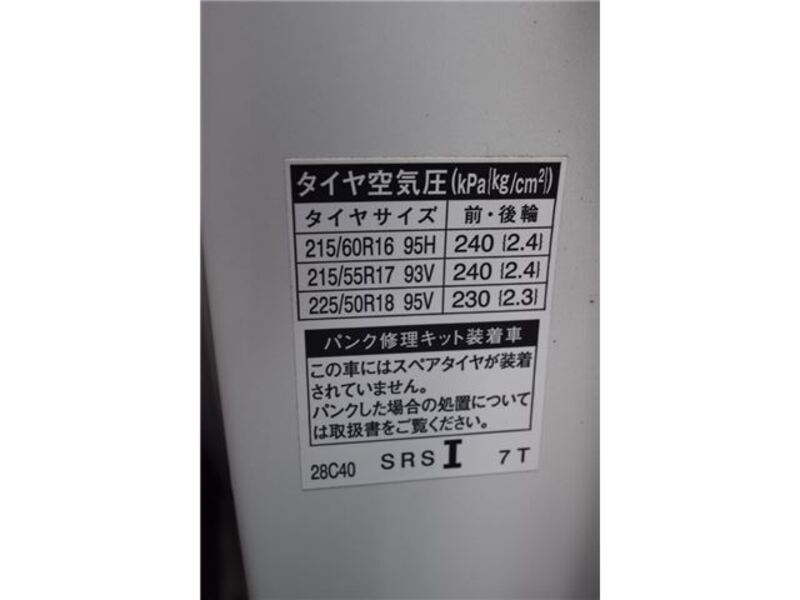 タイヤ空気圧(kPa{kg/cm²})
タイヤサイズ 前・後輪
215/60R16 95H 240 {2.4}
215/55R17 93V 240 {2.4}
225/50R18 95V 230 {2.3}
パンク修理キット装着車
この車にはスペアタイヤが装着
されていません。
パンクした場合の処置について
は取扱書をご覧ください。
28C40 SRS I 7T